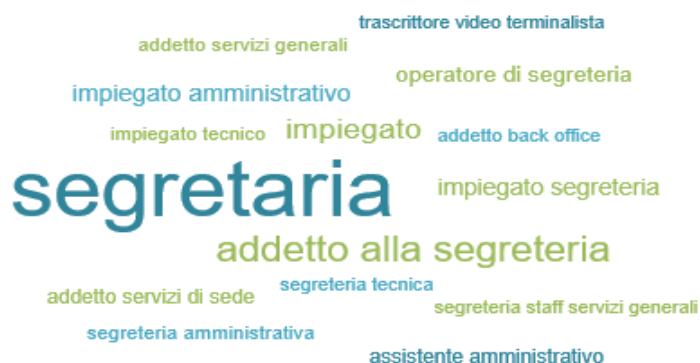 trascrittore video terminalista
addetto servizi generali
operatore di segreteria
impiegato amministrativo
impiegato tecnico
impiegato
addetto back office
segretaria
impiegato segreteria
addetto alla segreteria
segreteria tecnica
addetto servizi di sede
segreteria staff servizi generali
segreteria amministrativa
assistente amministrativo